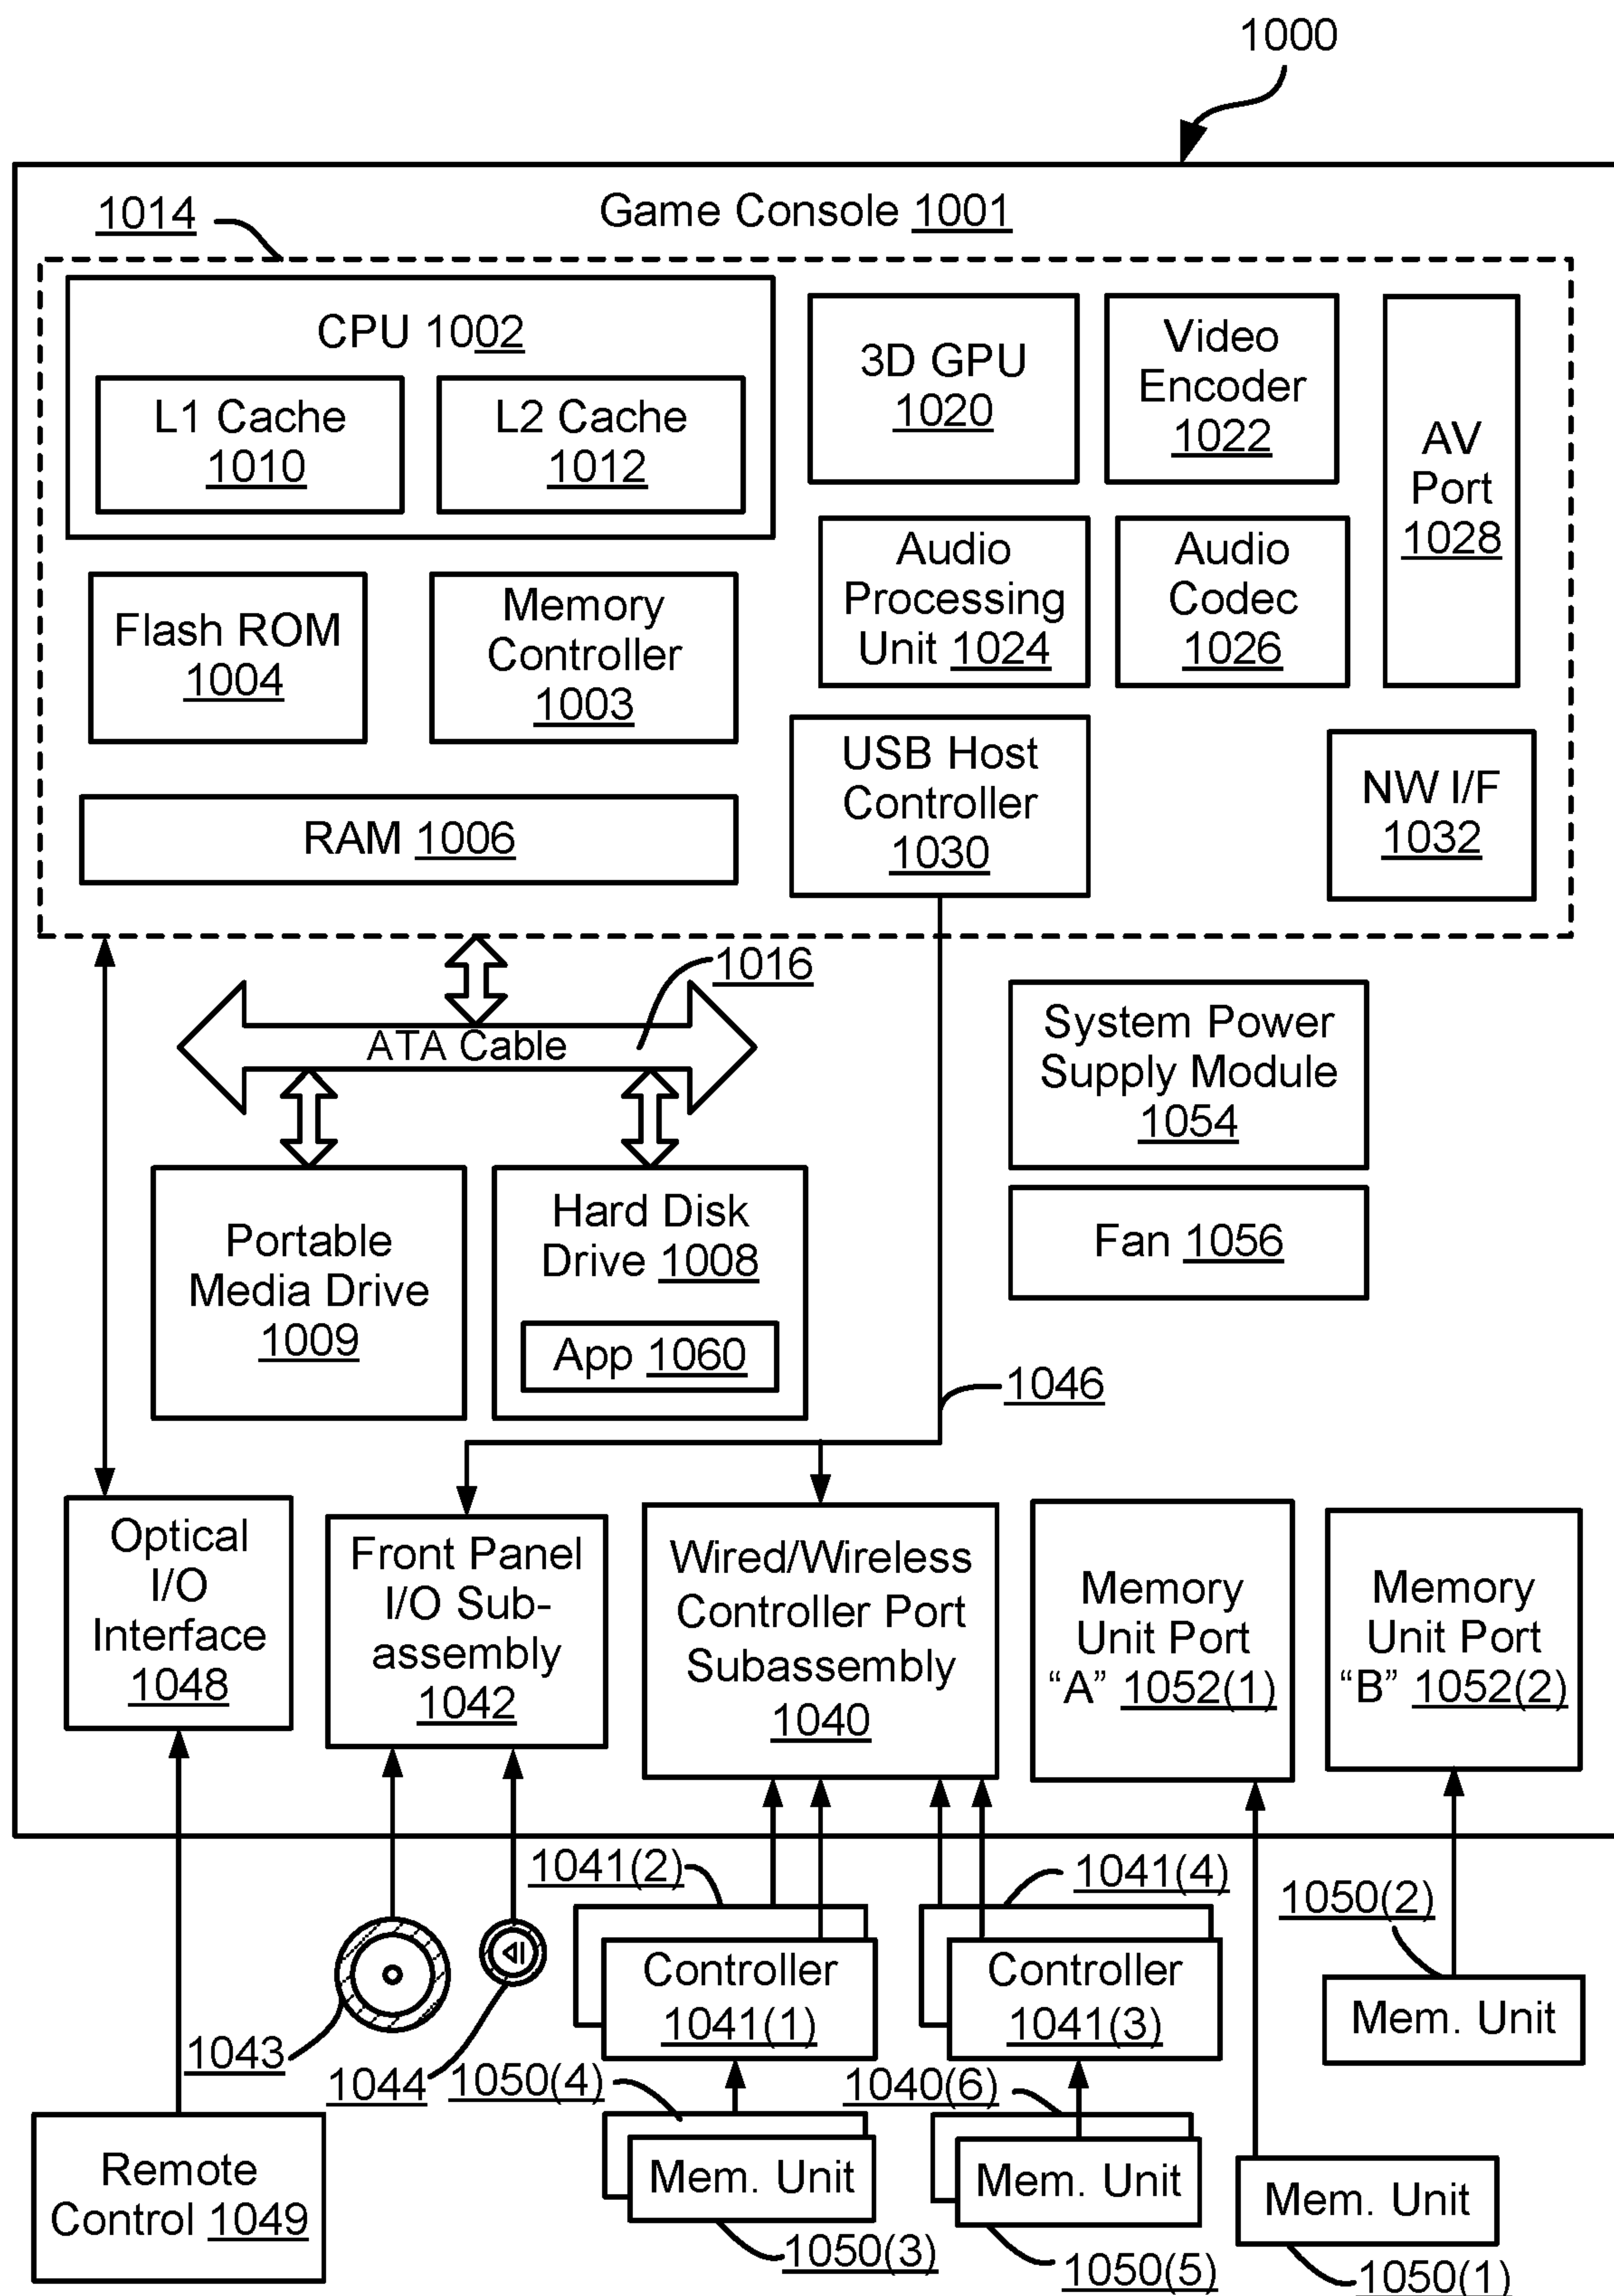 1000
Game Console 1001
1014
CPU 1002
L1 Cache
1010
L2 Cache
1012
3D GPU
1020
Video
Encoder
1022
AV
Port
1028
Flash ROM
1004
Memory
Controller
1003
Audio
Processing
Unit 1024
Audio
Codec
1026
RAM 1006
USB Host
Controller
1030
NW I/F
1032
1016
ATA Cable
System Power
Supply Module
1054
Fan 1056
Portable
Media Drive
1009
Hard Disk
Drive 1008
App 1060
1046
Optical
I/O
Interface
1048
Front Panel
I/O Sub-
assembly
1042
Wired/Wireless
Controller Port
Subassembly
1040
Memory
Unit Port
“A” 1052(1)
Memory
Unit Port
“B” 1052(2)
1041(2)
1041(4)
1050(2)
Controller
1041(1)
Controller
1041(3)
Mem. Unit
1043
1044
1050(4)
1040(6)
Remote
Control 1049
Mem. Unit
1050(3)
Mem. Unit
1050(5)
Mem. Unit
1050(1)